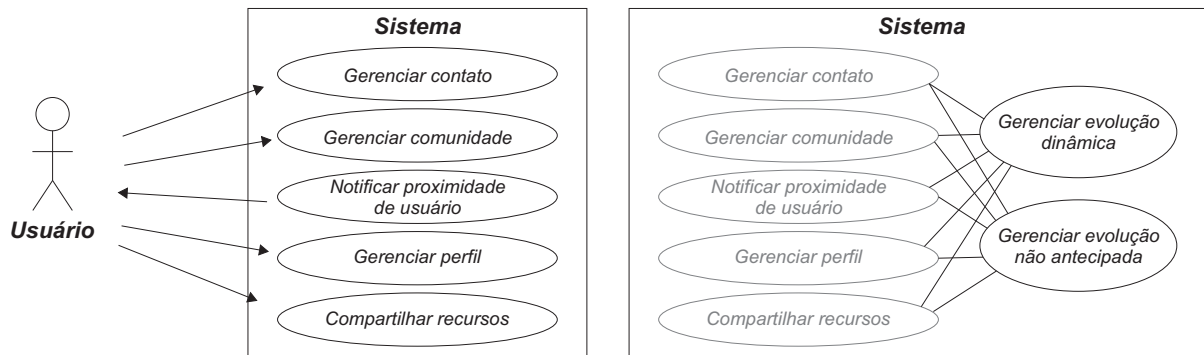 Sistema
Gerenciar contato
Gerenciar comunidade
Notificar proximidade
de usuário
Gerenciar perfil
Compartilhar recursos
Usuário
Sistema
Gerenciar contato
Gerenciar comunidade
Notificar proximidade
de usuário
Gerenciar perfil
Compartilhar recursos
Gerenciar evolução
dinâmica
Gerenciar evolução
não antecipada